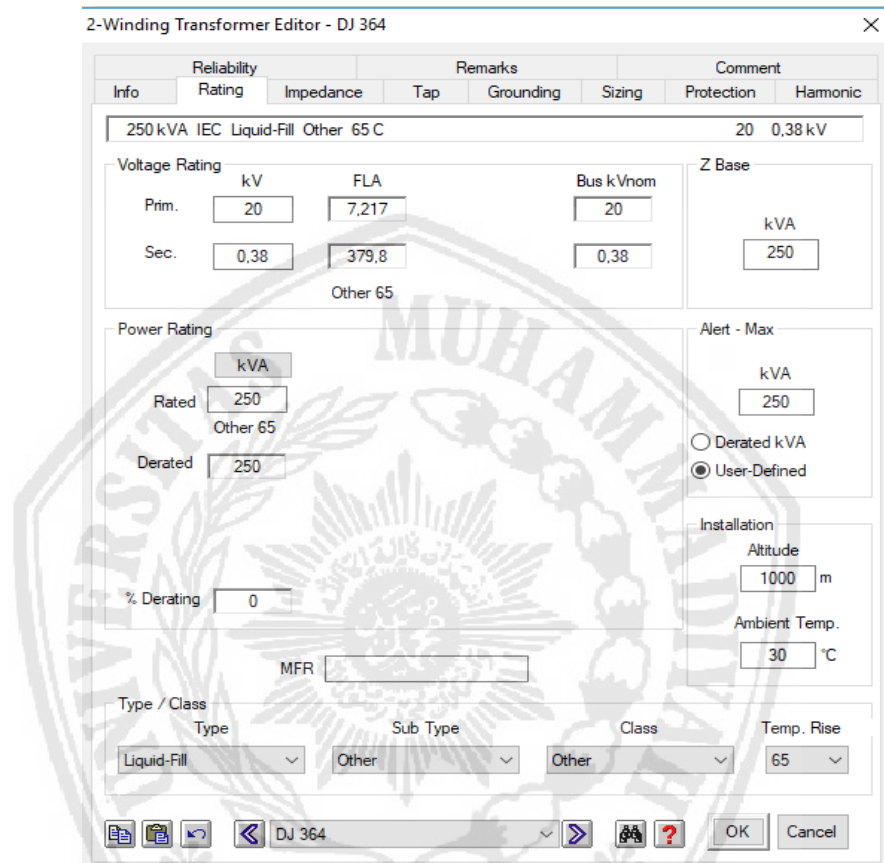 2-Winding Transformer Editor - DJ 364
Reliability Remarks Comment
Info Rating Impedance Tap Grounding Sizing Protection Harmonic
250 kVA IEC Liquid-Fill Other 65 C 20 0,38 kV
Voltage Rating
kV FLA Bus kVnom
Prim. 20 7,217 20
Sec. 0,38 379,8 0,38
Other 65
Z Base
kVA
250
Power Rating
kVA
Rated 250
Other 65
Derated 250
% Derating 0
Alert - Max
kVA
250
Derated kVA
User-Defined
Installation
Altitude
1000 m
Ambient Temp.
30 °C
MFR
Type / Class
Type Sub Type Class Temp. Rise
Liquid-Fill Other Other 65
DJ 364 OK Cancel
UNIVERSITAS MUHAMMADIYAH